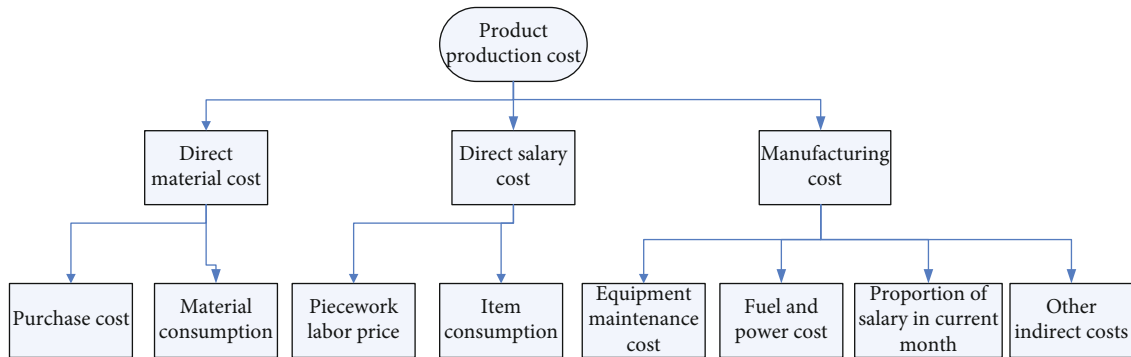 Product
production cost
Direct
material cost
Direct salary
cost
Manufacturing
cost
Purchase cost
Material
consumption
Piecework
labor price
Item
consumption
Equipment
maintenance
cost
Fuel and
power cost
Proportion of
salary in current
month
Other
indirect costs